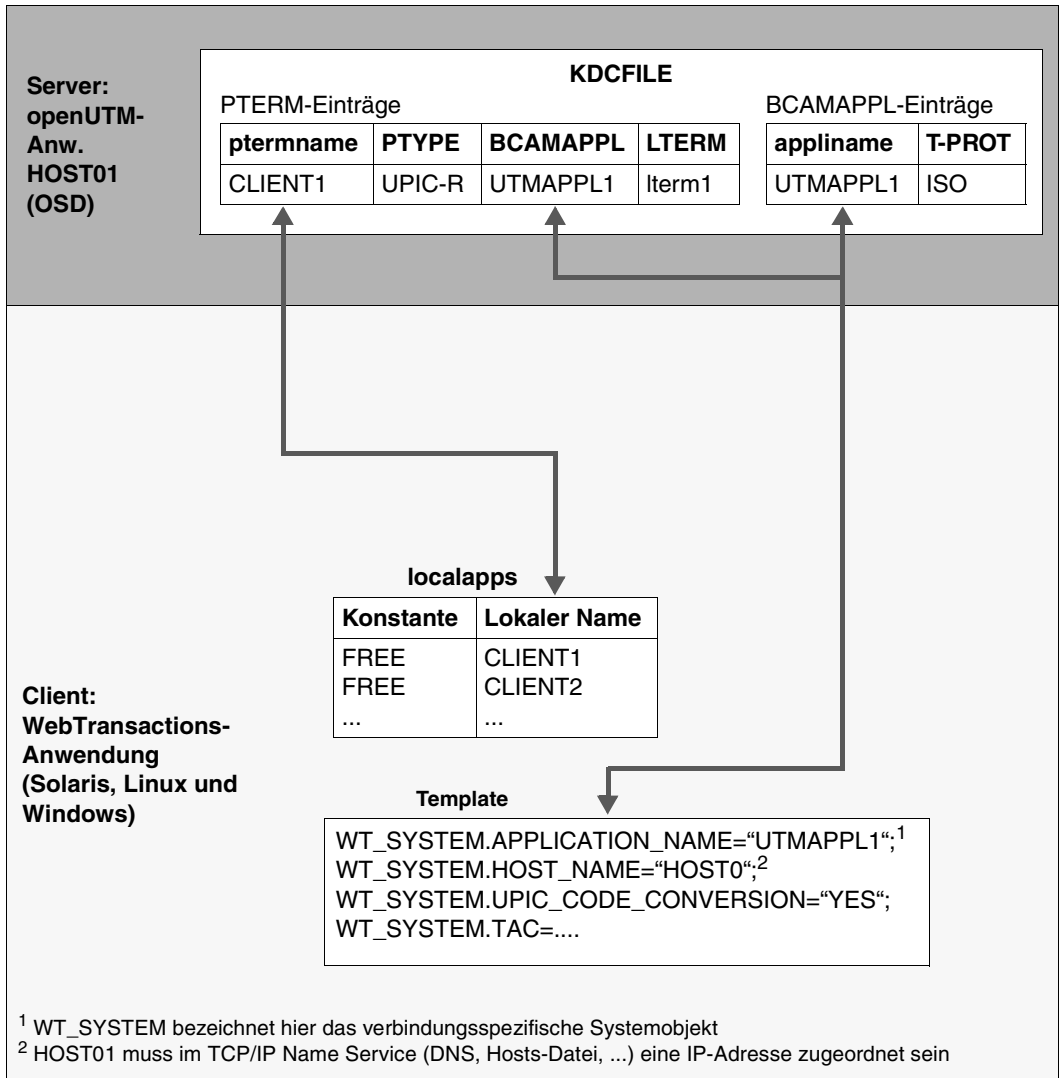 Server:
openUTM-
Anw.
HOST01
(OSD)
KDCFILE
PTERM-Einträge
ptermname PTYPE BCAMAPPL LTERM
CLIENT1 UPIC-R UTMAPPL1 lterm1
BCAMAPPL-Einträge
appliname T-PROT
UTMAPPL1 ISO
localapps
Konstante Lokaler Name
FREE CLIENT1
FREE CLIENT2
... ...
Client:
WebTransactions-
Anwendung
(Solaris, Linux und
Windows)
Template
WT_SYSTEM.APPLICATION_NAME=“UTMAPPL1“;1
WT_SYSTEM.HOST_NAME=“HOST0“;2
WT_SYSTEM.UPIC_CODE_CONVERSION=“YES“;
WT_SYSTEM.TAC=....
1 WT_SYSTEM bezeichnet hier das verbindungsspezifische Systemobjekt
2 HOST01 muss im TCP/IP Name Service (DNS, Hosts-Datei, ...) eine IP-Adresse zugeordnet sein